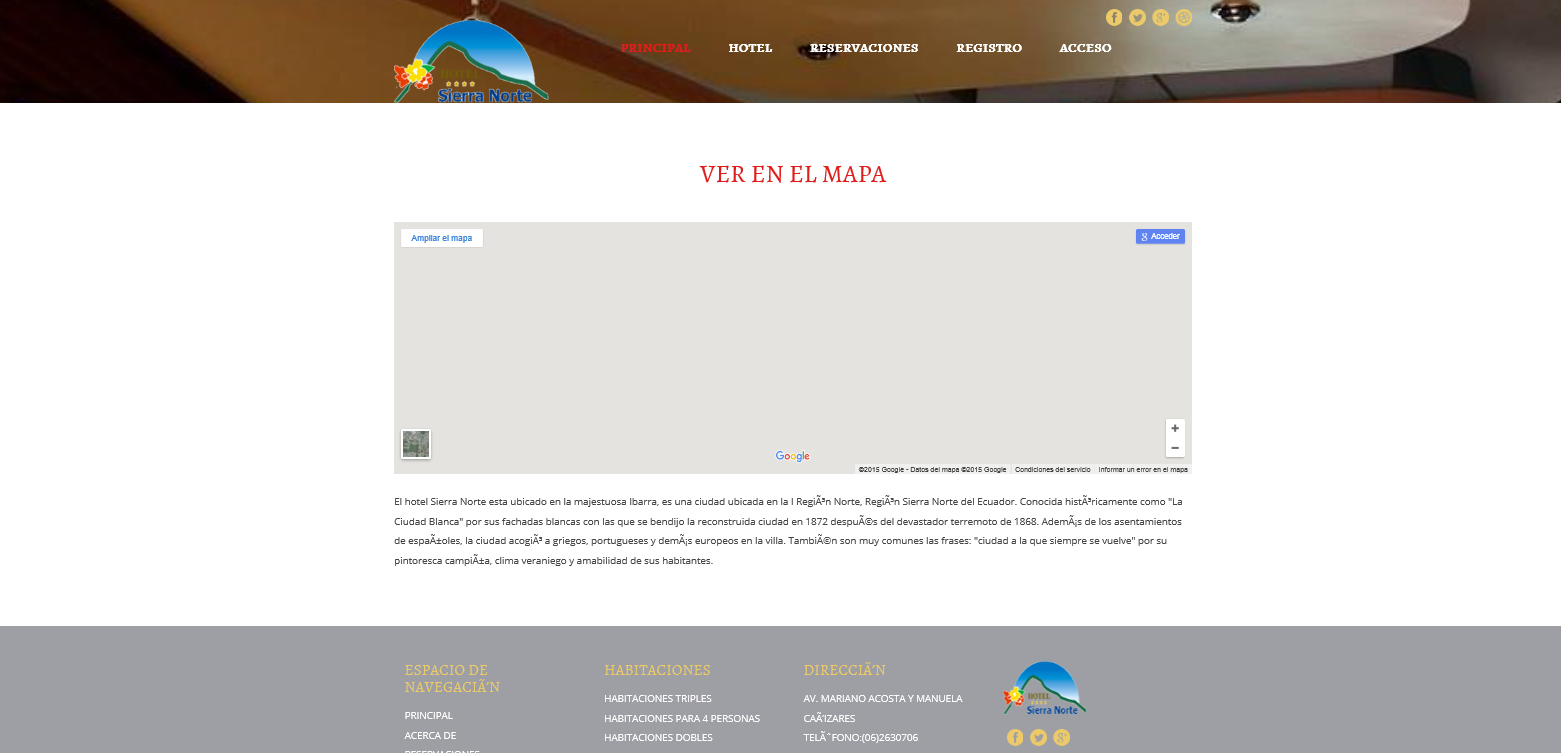 PRINCIPAL HOTEL RESERVACIONES REGISTRO ACCESO
HOTEL
Sierra Norte
VER EN EL MAPA
Ampliar el mapa
Acceder
Google
©2015 Google - Datos del mapa ©2015 Google Condiciones del servicio Informar un error en el mapa
El hotel Sierra Norte esta ubicado en la majestuosa Ibarra, es una ciudad ubicada en la I RegiÃ³n Norte, RegiÃ³n Sierra Norte del Ecuador. Conocida histÃ³ricamente como "La
Ciudad Blanca" por sus fachadas blancas con las que se bendijo la reconstruida ciudad en 1872 despuÃ©s del devastador terremoto de 1868. AdemÃ¡s de los asentamientos
de espaÃ±oles, la ciudad acogiÃ³ a griegos, portugueses y demÃ¡s europeos en la villa. TambiÃ©n son muy comunes las frases: "ciudad a la que siempre se vuelve" por su
pintoresca campiÃ±a, clima veraniego y amabilidad de sus habitantes.
ESPACIO DE
NAVEGACIÃ“N
PRINCIPAL
ACERCA DE
RESERVACIONES
HABITACIONES
HABITACIONES TRIPLES
HABITACIONES PARA 4 PERSONAS
HABITACIONES DOBLES
DIRECCIÃ“N
AV. MARIANO ACOSTA Y MANUELA
CAÃ‘IZARES
TELÃˆFONO:(06)2630706
HOTEL
Sierra Norte